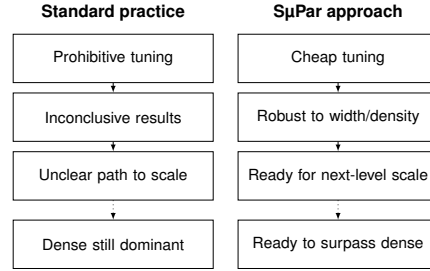 Standard practice
Prohibitive tuning
Inconclusive results
Unclear path to scale
Dense still dominant
SμPar approach
Cheap tuning
Robust to width/density
Ready for next-level scale
Ready to surpass dense